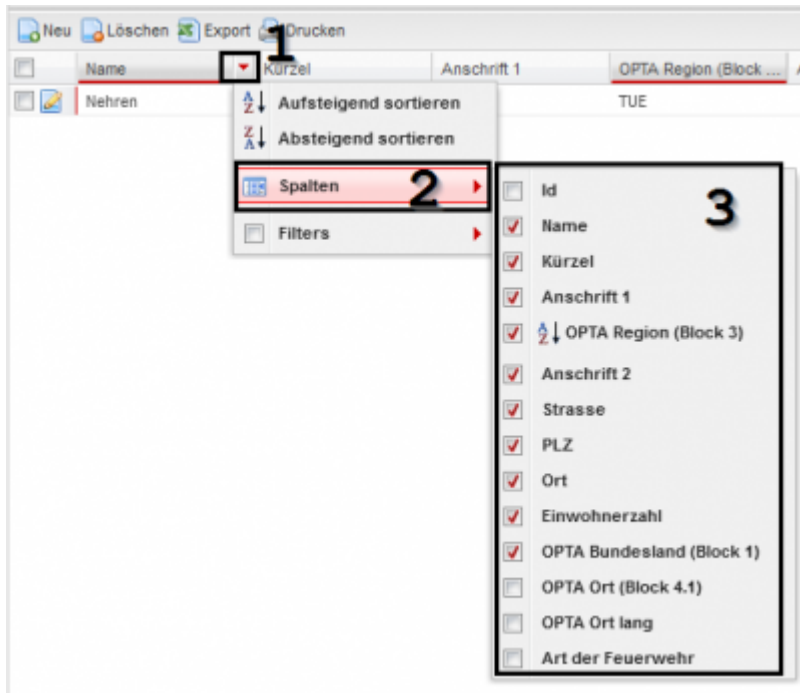 Neu Löschen Export Drucken
1
Name Kürzel Anschrift 1 OPTA Region (Block ...
Nehren TUE
Aufsteigend sortieren
Absteigend sortieren
Spalten 2
Filters
3
Id
Name
Kürzel
Anschrift 1
OPTA Region (Block 3)
Anschrift 2
Strasse
PLZ
Ort
Einwohnerzahl
OPTA Bundesland (Block 1)
OPTA Ort (Block 4.1)
OPTA Ort lang
Art der Feuerwehr